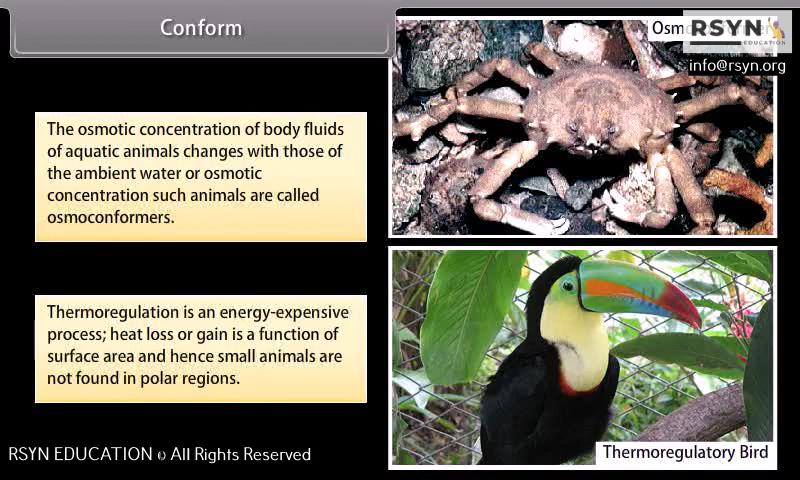 Conform
RSYN
EDUCATION
info@rsyn.org
The osmotic concentration of body fluids
of aquatic animals changes with those of
the ambient water or osmotic
concentration such animals are called
osmoconformers.
Thermoregulation is an energy-expensive
process; heat loss or gain is a function of
surface area and hence small animals are
not found in polar regions.
Thermoregulatory Bird
RSYN EDUCATION © All Rights Reserved